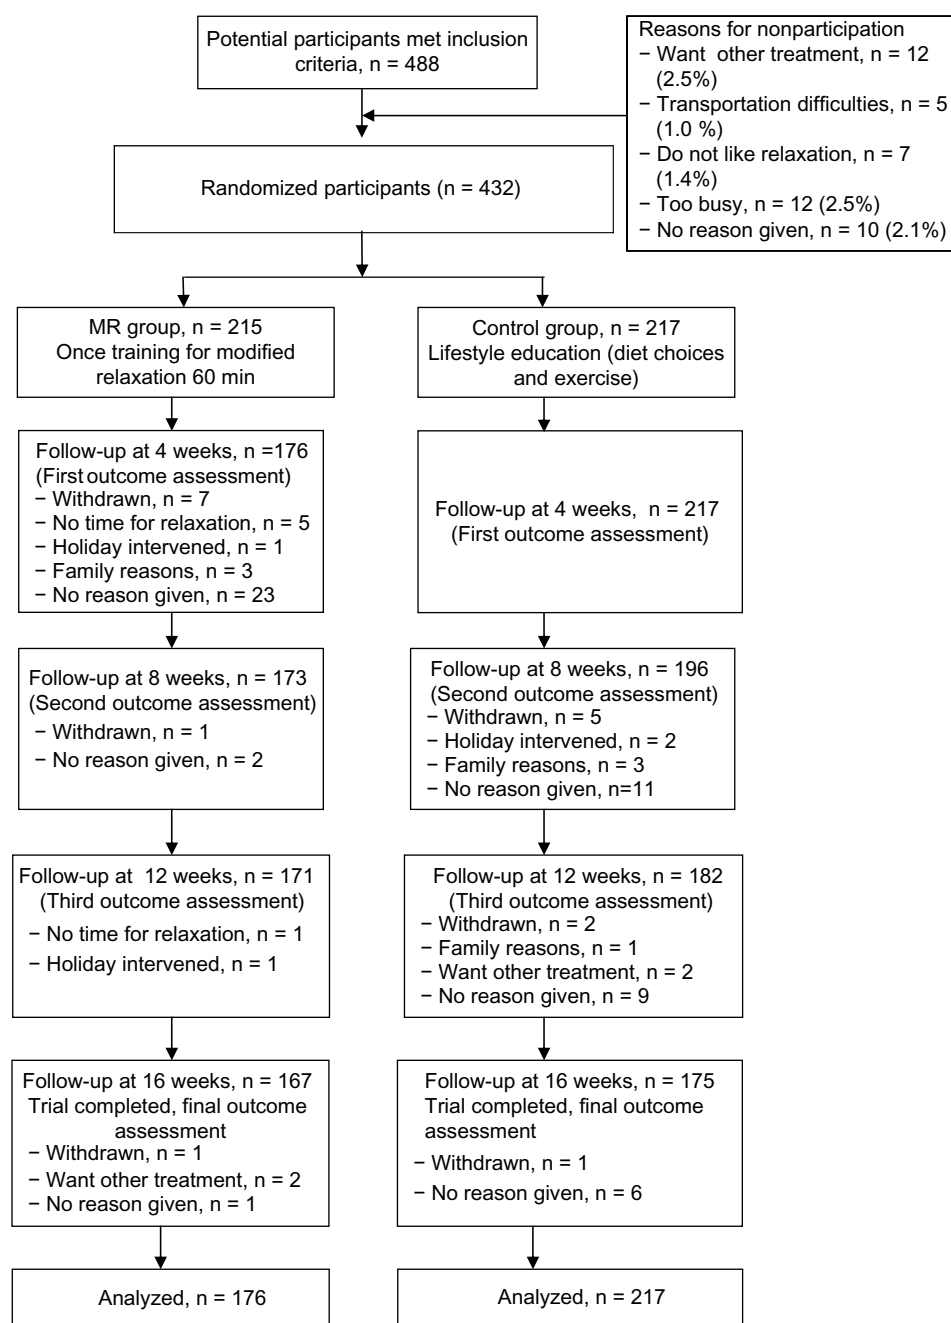 Potential participants met inclusion
criteria, n = 488
Reasons for nonparticipation
− Want other treatment, n = 12
(2.5%)
− Transportation difficulties, n = 5
(1.0 %)
− Do not like relaxation, n = 7
(1.4%)
− Too busy, n = 12 (2.5%)
− No reason given, n = 10 (2.1%)
Randomized participants (n = 432)
MR group, n = 215
Once training for modified
relaxation 60 min
Control group, n = 217
Lifestyle education (diet choices
and exercise)
Follow-up at 4 weeks, n =176
(First outcome assessment)
− Withdrawn, n = 7
− No time for relaxation, n = 5
− Holiday intervened, n = 1
− Family reasons, n = 3
− No reason given, n = 23
Follow-up at 4 weeks, n = 217
(First outcome assessment)
Follow-up at 8 weeks, n = 173
(Second outcome assessment)
− Withdrawn, n = 1
− No reason given, n = 2
Follow-up at 8 weeks, n = 196
(Second outcome assessment)
− Withdrawn, n = 5
− Holiday intervened, n = 2
− Family reasons, n = 3
− No reason given, n=11
Follow-up at 12 weeks, n = 171
(Third outcome assessment)
− No time for relaxation, n = 1
− Holiday intervened, n = 1
Follow-up at 12 weeks, n = 182
(Third outcome assessment)
− Withdrawn, n = 2
− Family reasons, n = 1
− Want other treatment, n = 2
− No reason given, n = 9
Follow-up at 16 weeks, n = 167
Trial completed, final outcome
assessment
− Withdrawn, n = 1
− Want other treatment, n = 2
− No reason given, n = 1
Follow-up at 16 weeks, n = 175
Trial completed, final outcome
assessment
− Withdrawn, n = 1
− No reason given, n = 6
Analyzed, n = 176
Analyzed, n = 217